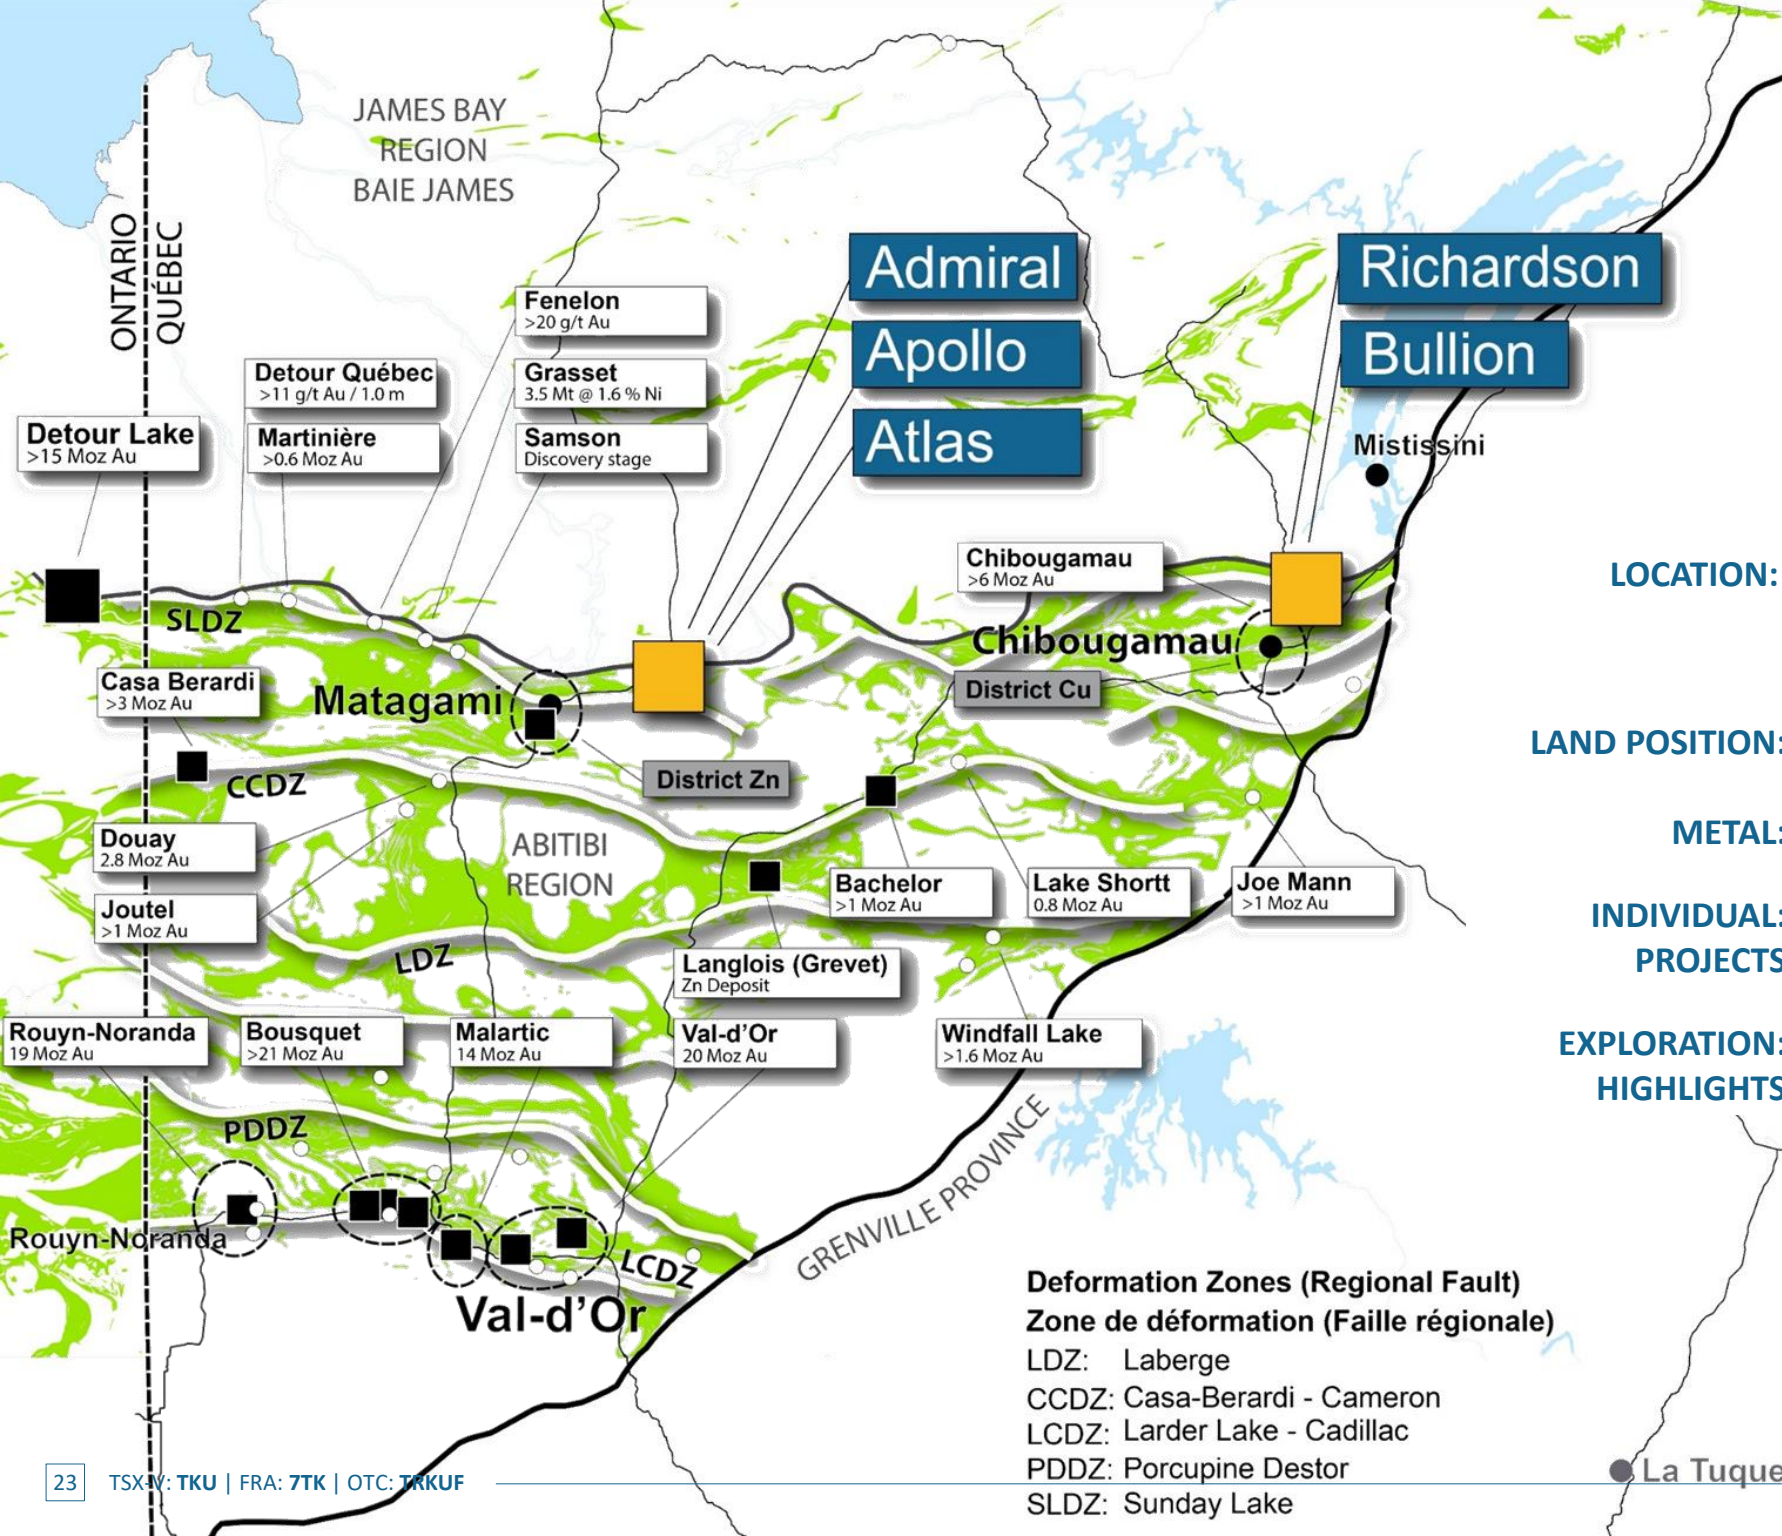 JAMES BAY
REGION
BAIE JAMES
ONTARIO
QUÉBEC
Admiral
Apollo
Atlas
Richardson
Bullion
Mistissini
Fenelon
>20 g/t Au
Grasset
3.5 Mt @ 1.6 % Ni
Samson
Discovery stage
Detour Québec
>11 g/t Au / 1.0 m
Martinière
>0.6 Moz Au
Detour Lake
>15 Moz Au
Chibougamau
>6 Moz Au
LOCATION:
SLDZ
Chibougamau
District Cu
Casa Berardi
>3 Moz Au
Matagami
LAND POSITION:
District Zn
CCDZ
METAL:
Douay
2.8 Moz Au
ABITIBI
REGION
Bachelor
>1 Moz Au
Lake Shortt
0.8 Moz Au
Joe Mann
>1 Moz Au
Joutel
>1 Moz Au
INDIVIDUAL:
PROJECTS
LDZ
Langlois (Grevet)
Zn Deposit
Rouyn-Noranda
19 Moz Au
Bousquet
>21 Moz Au
Malartic
14 Moz Au
Val-d’Or
20 Moz Au
Windfall Lake
>1.6 Moz Au
EXPLORATION:
HIGHLIGHTS
PDDZ
GRENVILLE PROVINCE
Rouyn-Noranda
LCDZ
Val-d’Or
Deformation Zones (Regional Fault)
Zone de déformation (Faille régionale)
LDZ: Laberge
CCDZ: Casa-Berardi - Cameron
LCDZ: Larder Lake - Cadillac
PDDZ: Porcupine Destor
SLDZ: Sunday Lake
La Tuque
23 TSX-V: TKU | FRA: 7TK | OTC: TRKUF